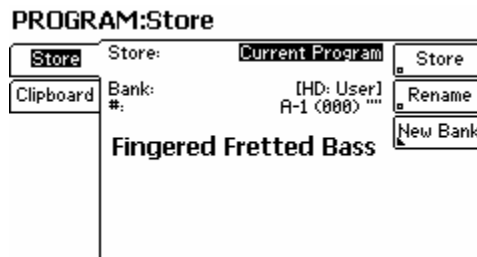 PROGRAM:Store
Store
Store: Current Program
Store
Clipboard
Bank: [HD: User]
#: A-1 (000) ""
Rename
New Bank
Fingered Fretted Bass